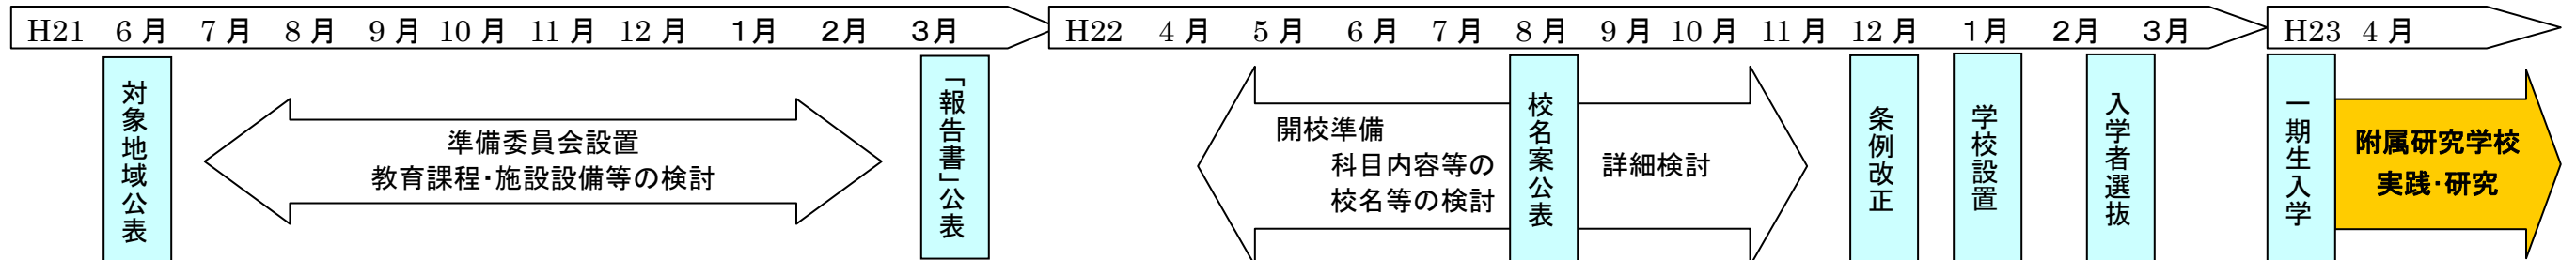 H21 6月 7月 8月 9月 10月 11月 12月 1月 2月 3月
H22 4月 5月 6月 7月 8月 9月 10月 11月 12月 1月 2月 3月
H23 4月
対象地域公表
準備委員会設置
教育課程・施設設備等の検討
「報告書」公表
開校準備
科目内容等の
校名等の検討
校名案公表
詳細検討
条例改正
学校設置
入学者選抜
一期生入学
附属研究学校
実践・研究